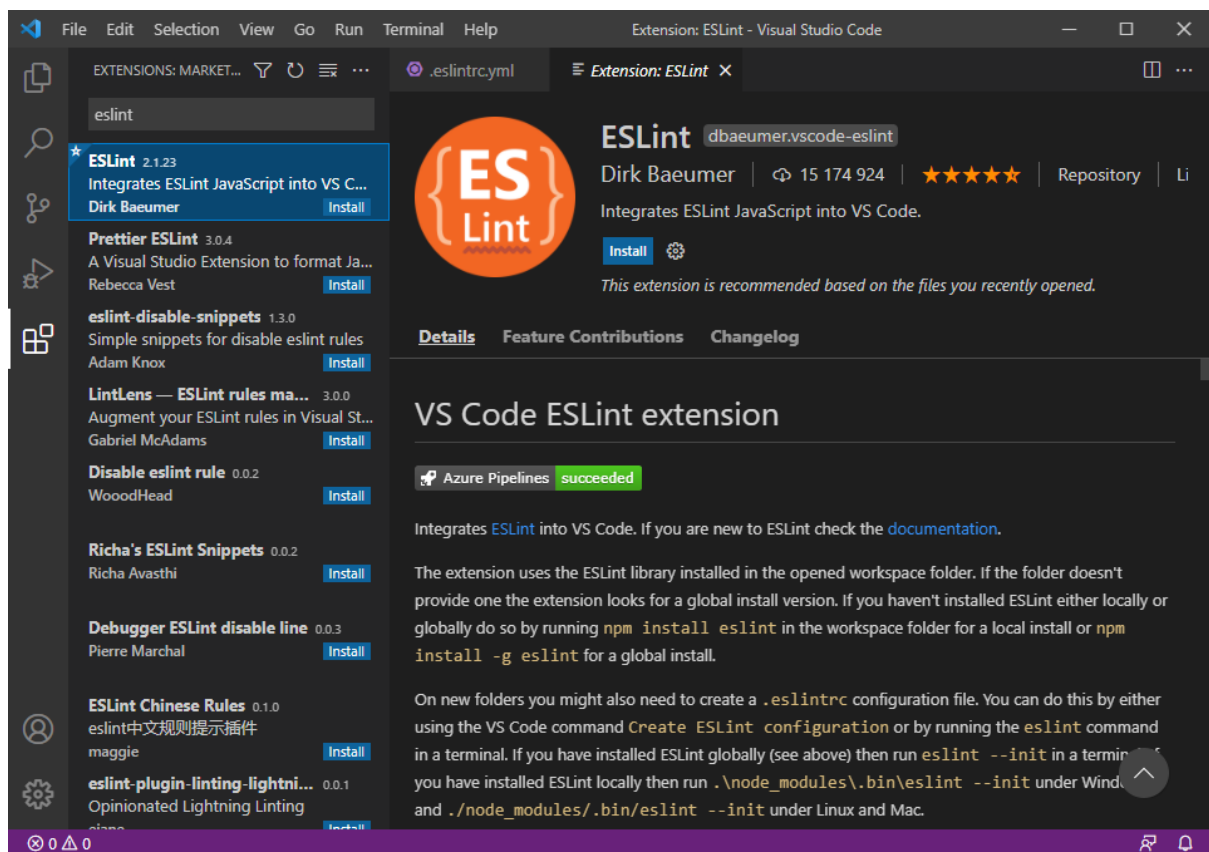 File Edit Selection View Go Run Terminal Help Extension: ESLint - Visual Studio Code
EXTENSIONS: MARKET...
eslint
ESLint 2.1.23
Integrates ESLint JavaScript into VS C...
Dirk Baeumer Install
Prettier ESLint 3.0.4
A Visual Studio Extension to format Ja...
Rebecca Vest Install
eslint-disable-snippets 1.3.0
Simple snippets for disable eslint rules
Adam Knox Install
LintLens — ESLint rules ma... 3.0.0
Augment your ESLint rules in Visual St...
Gabriel McAdams Install
Disable eslint rule 0.0.2
WooodHead Install
Richa's ESLint Snippets 0.0.2
Richa Avasthi Install
Debugger ESLint disable line 0.0.3
Pierre Marchal Install
ESLint Chinese Rules 0.1.0
eslint中文规则提示插件
maggie Install
eslint-plugin-linting-lightni... 0.0.1
Opinionated Lightning Linting
Install
.eslintrc.yml Extension: ESLint
{ES Lint}
ESLint dbaeumer.vscode-eslint
Dirk Baeumer 15 174 924 Repository Li
Integrates ESLint JavaScript into VS Code.
Install
This extension is recommended based on the files you recently opened.
Details Feature Contributions Changelog
VS Code ESLint extension
Azure Pipelines succeeded
Integrates ESLint into VS Code. If you are new to ESLint check the documentation.
The extension uses the ESLint library installed in the opened workspace folder. If the folder doesn't
provide one the extension looks for a global install version. If you haven't installed ESLint either locally or
globally do so by running npm install eslint in the workspace folder for a local install or npm
install -g eslint for a global install.
On new folders you might also need to create a .eslintrc configuration file. You can do this by either
using the VS Code command Create ESLint configuration or by running the eslint command
in a terminal. If you have installed ESLint globally (see above) then run eslint --init in a
you have installed ESLint locally then run .\node_modules\.bin\eslint --init under
and ./node_modules/.bin/eslint --init under Linux and Mac.
0 0